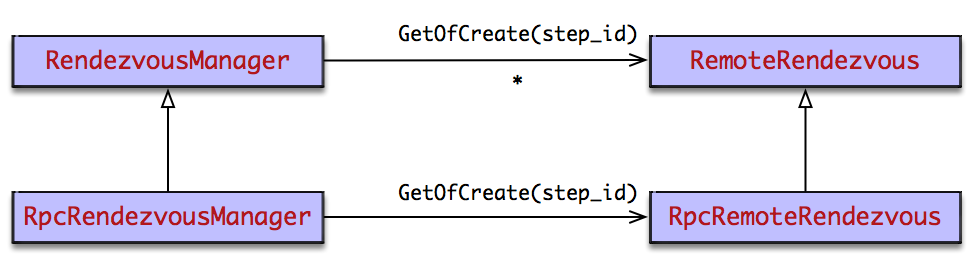 GetOfCreate(step_id)
RendezvousManager
RemoteRendezvous
*
GetOfCreate(step_id)
RpcRendezvousManager
RpcRemoteRendezvous